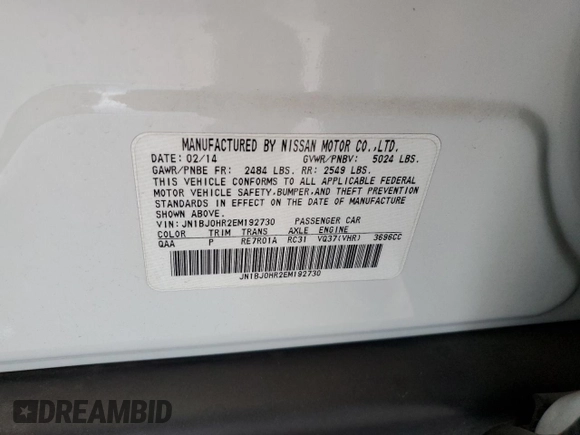 MANUFACTURED BY NISSAN MOTOR CO.,LTD.
DATE: 02/14 GVWR/PNBV: 5024 LBS.
GAWR/PNBE FR: 2484 LBS. RR: 2549 LBS.
THIS VEHICLE CONFORMS TO ALL APPLICABLE FEDERAL
MOTOR VEHICLE SAFETY,BUMPER,AND THEFT PREVENTION
STANDARDS IN EFFECT ON THE DATE OF MANUFACTURE
SHOWN ABOVE.
VIN: JN1BJ0HR2EM192730 PASSENGER CAR
COLOR TRIM TRANS AXLE ENGINE
QAA P RE7R01A RC31 VQ37(VHR) 3696CC
JN1BJ0HR2EM192730
DREAMBID